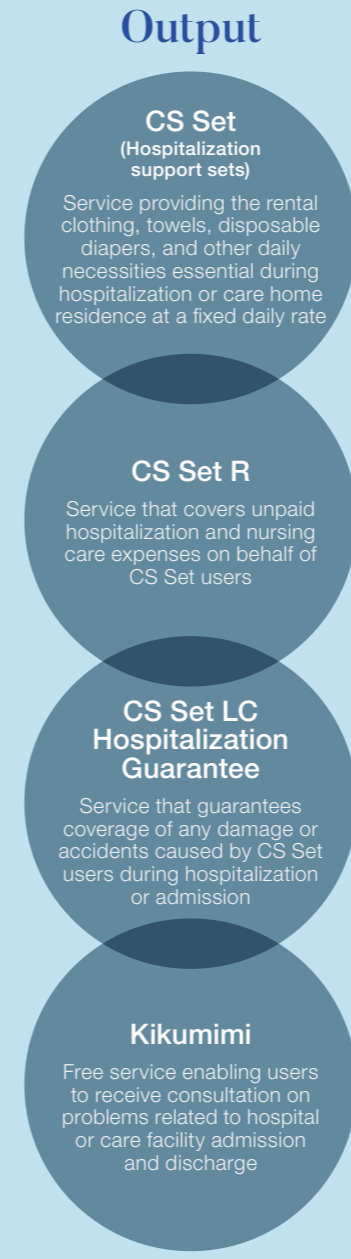 Output
CS Set
(Hospitalization
support sets)
Service providing the rental
clothing, towels, disposable
diapers, and other daily
necessities essential during
hospitalization or care home
residence at a fixed daily rate
CS Set R
Service that covers unpaid
hospitalization and nursing
care expenses on behalf of
CS Set users
CS Set LC
Hospitalization
Guarantee
Service that guarantees
coverage of any damage or
accidents caused by CS Set
users during hospitalization
or admission
Kikumimi
Free service enabling users
to receive consultation on
problems related to hospital
or care facility admission
and discharge